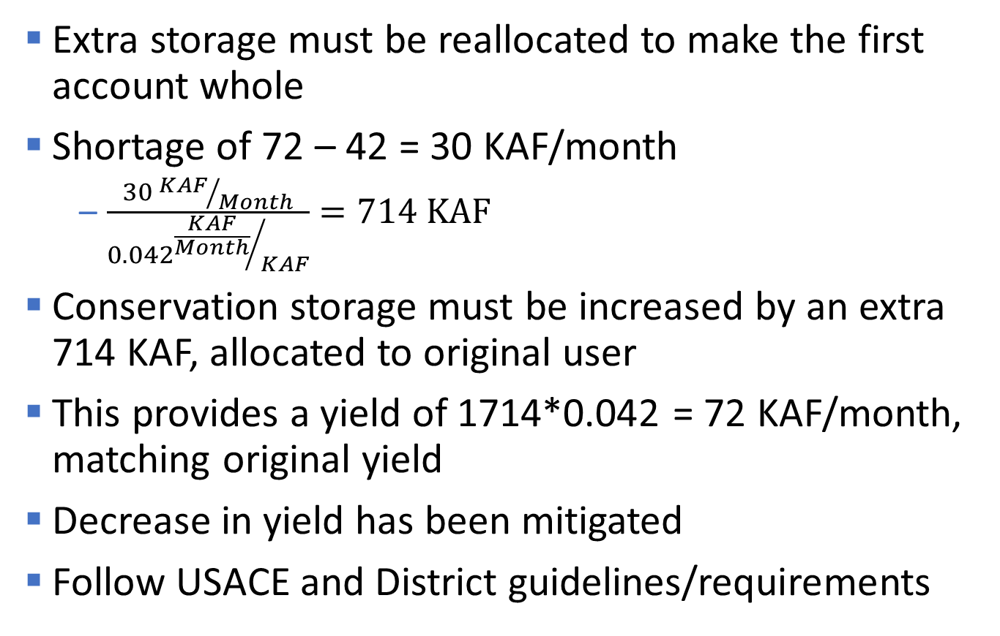 ▪ Extra storage must be reallocated to make the first
account whole
▪ Shortage of 72 – 42 = 30 KAF/month
– (30 KAF/Month) / (0.042 (KAF/Month)/KAF) = 714 KAF
▪ Conservation storage must be increased by an extra
714 KAF, allocated to original user
▪ This provides a yield of 1714*0.042 = 72 KAF/month,
matching original yield
▪ Decrease in yield has been mitigated
▪ Follow USACE and District guidelines/requirements